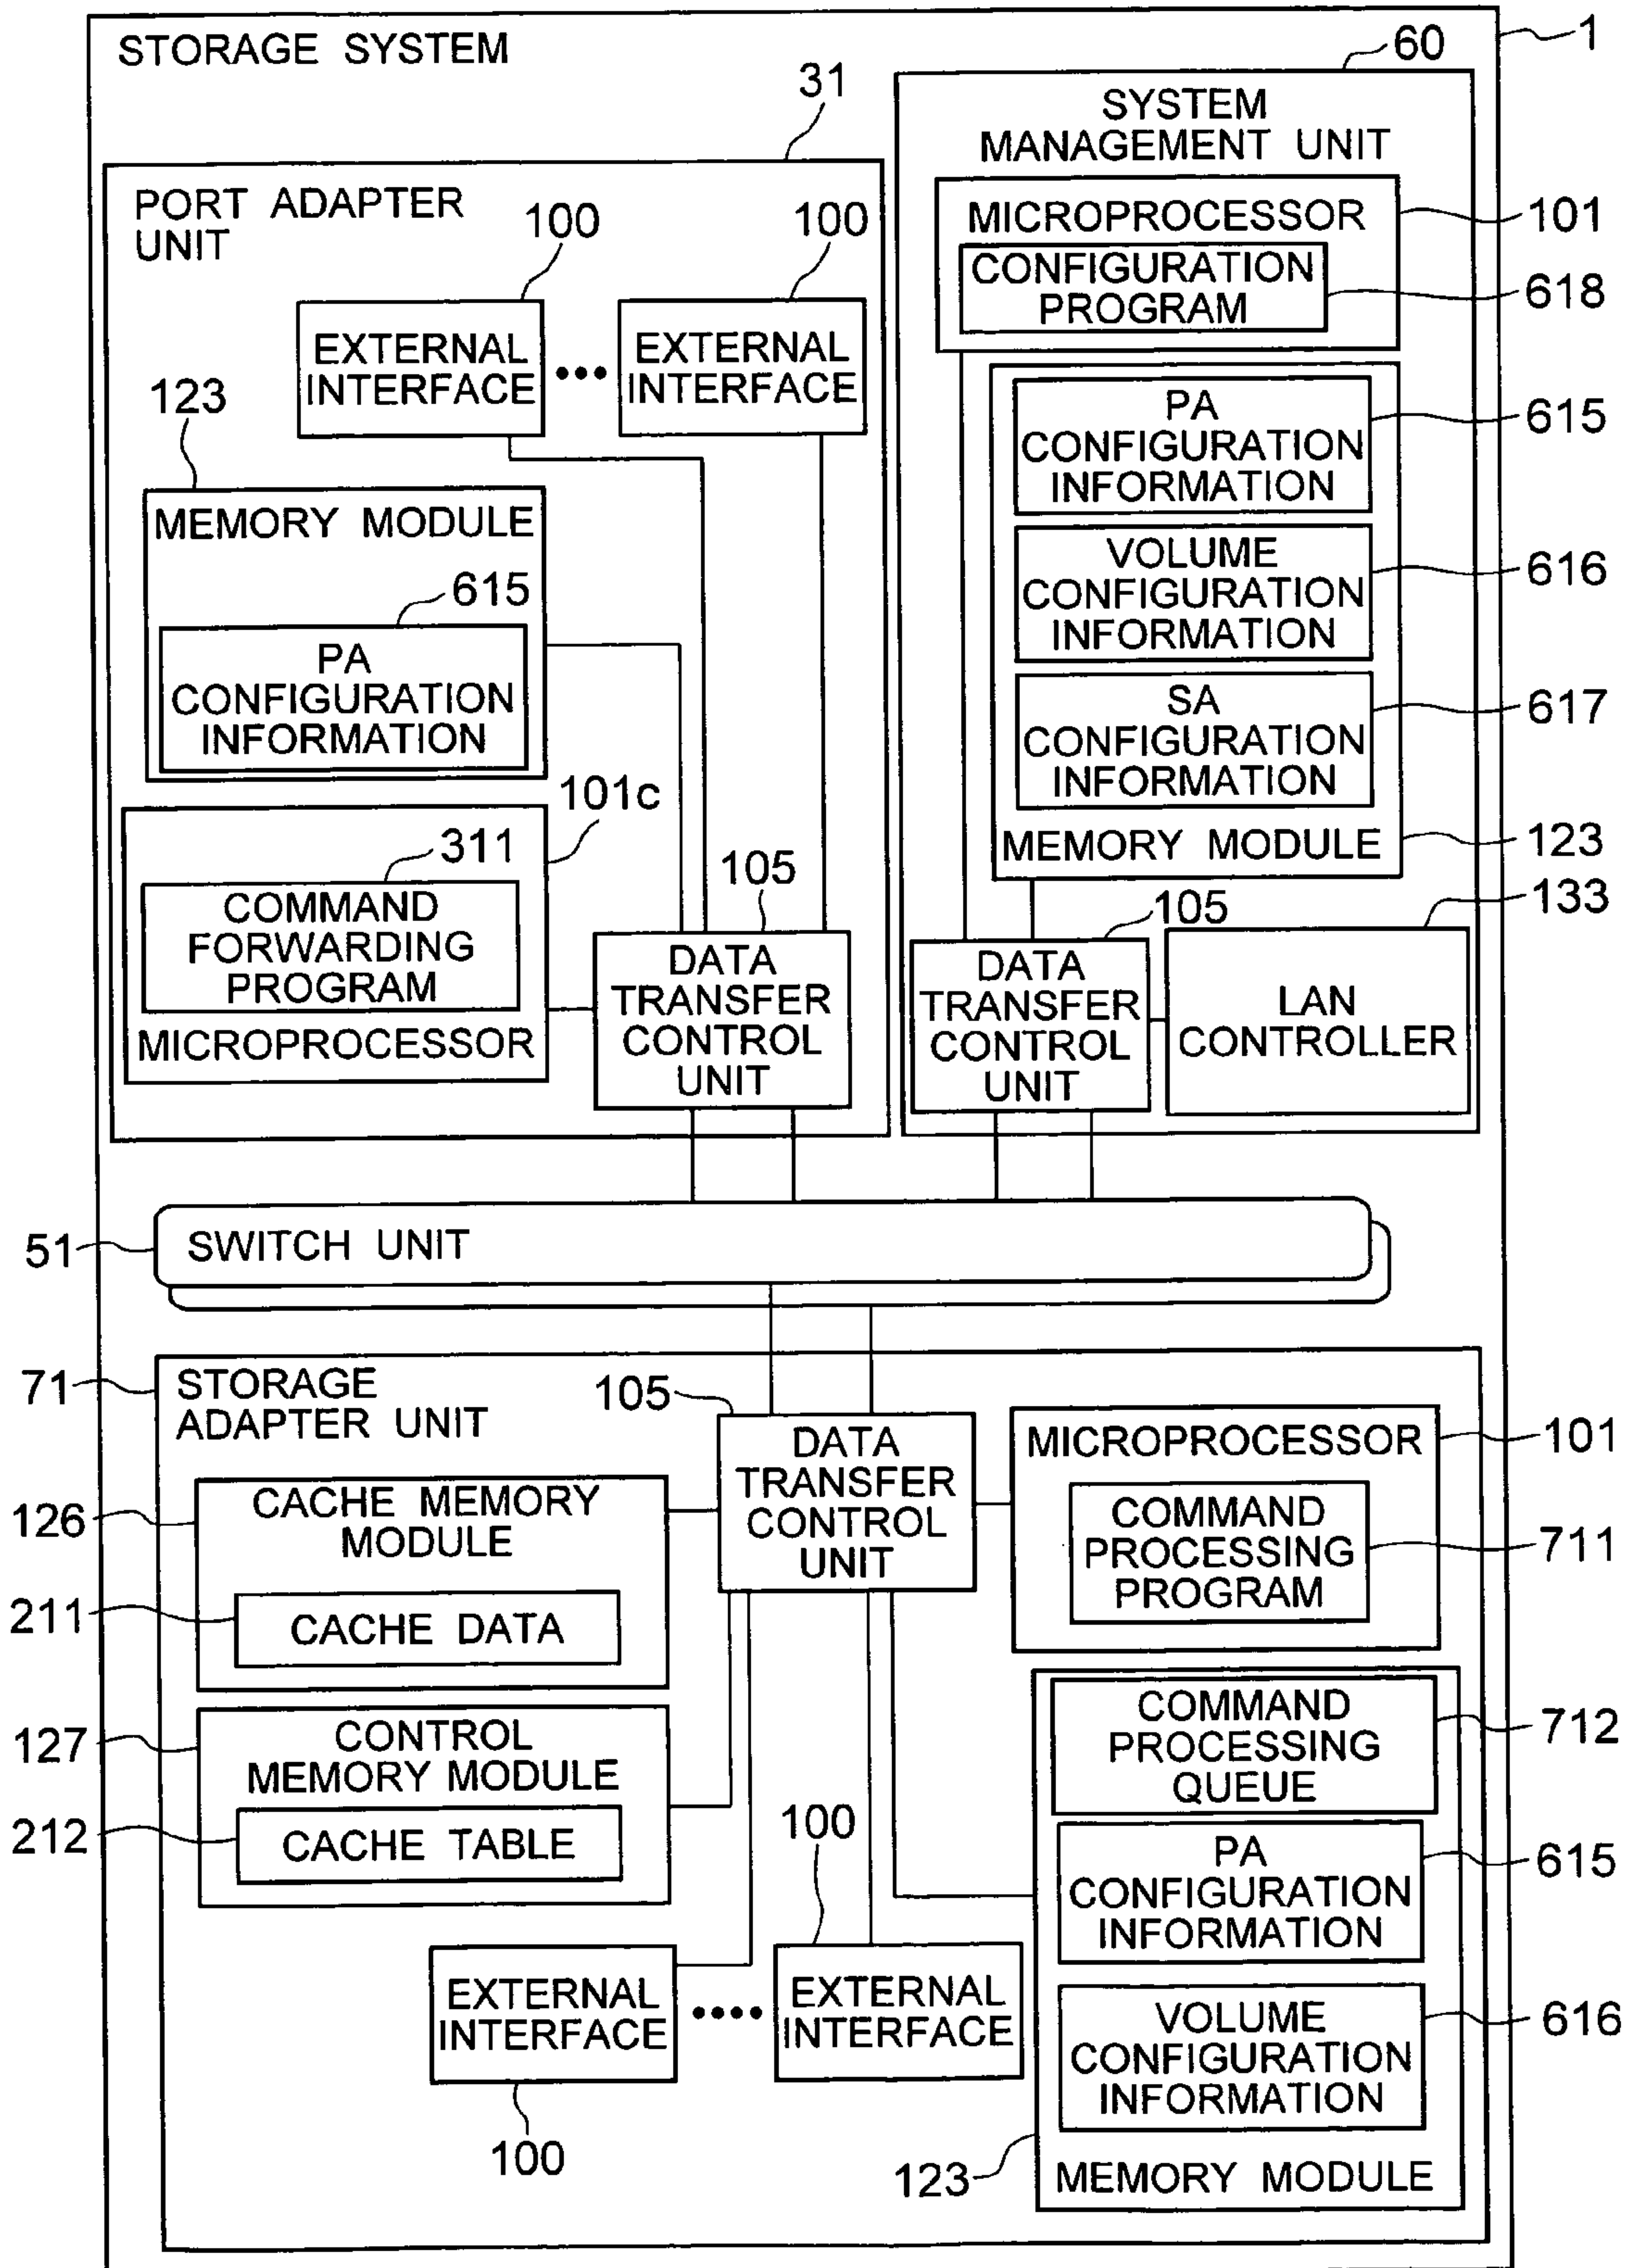 STORAGE SYSTEM
1
60
31
SYSTEM
MANAGEMENT UNIT
PORT ADAPTER
UNIT
100
100
MICROPROCESSOR
101
CONFIGURATION
PROGRAM
618
EXTERNAL
INTERFACE
EXTERNAL
INTERFACE
123
PA
CONFIGURATION
INFORMATION
615
MEMORY MODULE
615
VOLUME
CONFIGURATION
INFORMATION
616
PA
CONFIGURATION
INFORMATION
SA
CONFIGURATION
INFORMATION
617
101c
311
MEMORY MODULE
123
105
COMMAND
FORWARDING
PROGRAM
MICROPROCESSOR
DATA
TRANSFER
CONTROL
UNIT
105
133
DATA
TRANSFER
CONTROL
UNIT
LAN
CONTROLLER
51
SWITCH UNIT
71
STORAGE
ADAPTER UNIT
105
DATA
TRANSFER
CONTROL
UNIT
MICROPROCESSOR
101
126
CACHE MEMORY
MODULE
COMMAND
PROCESSING
PROGRAM
711
211
CACHE DATA
127
CONTROL
MEMORY MODULE
COMMAND
PROCESSING
QUEUE
712
212
CACHE TABLE
100
PA
CONFIGURATION
INFORMATION
615
EXTERNAL
INTERFACE
EXTERNAL
INTERFACE
VOLUME
CONFIGURATION
INFORMATION
616
100
123
MEMORY MODULE